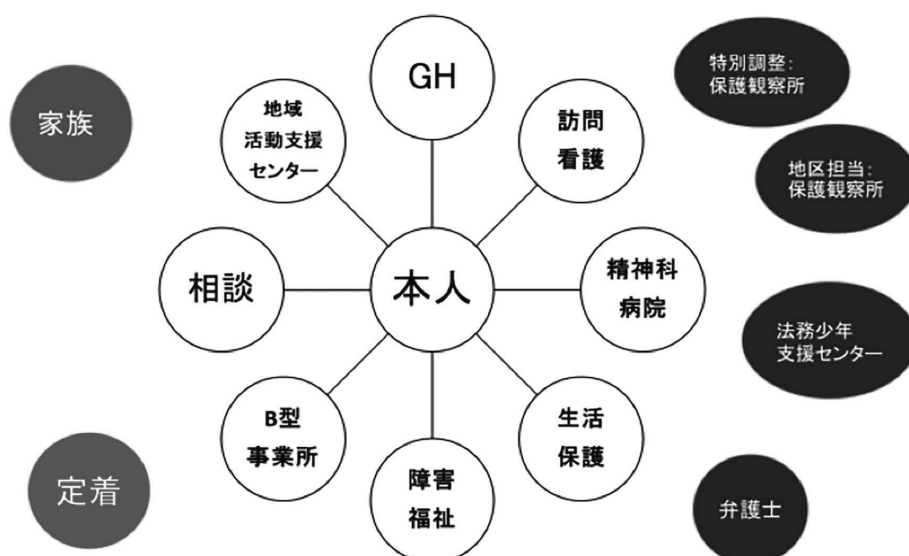 GH
特別調整：
保護観察所
家族
地域
活動支援
センター
訪問
看護
地区担当：
保護観察所
相談
本人
精神科
病院
法務少年
支援センター
B型
事業所
生活
保護
定着
障害
福祉
弁護士